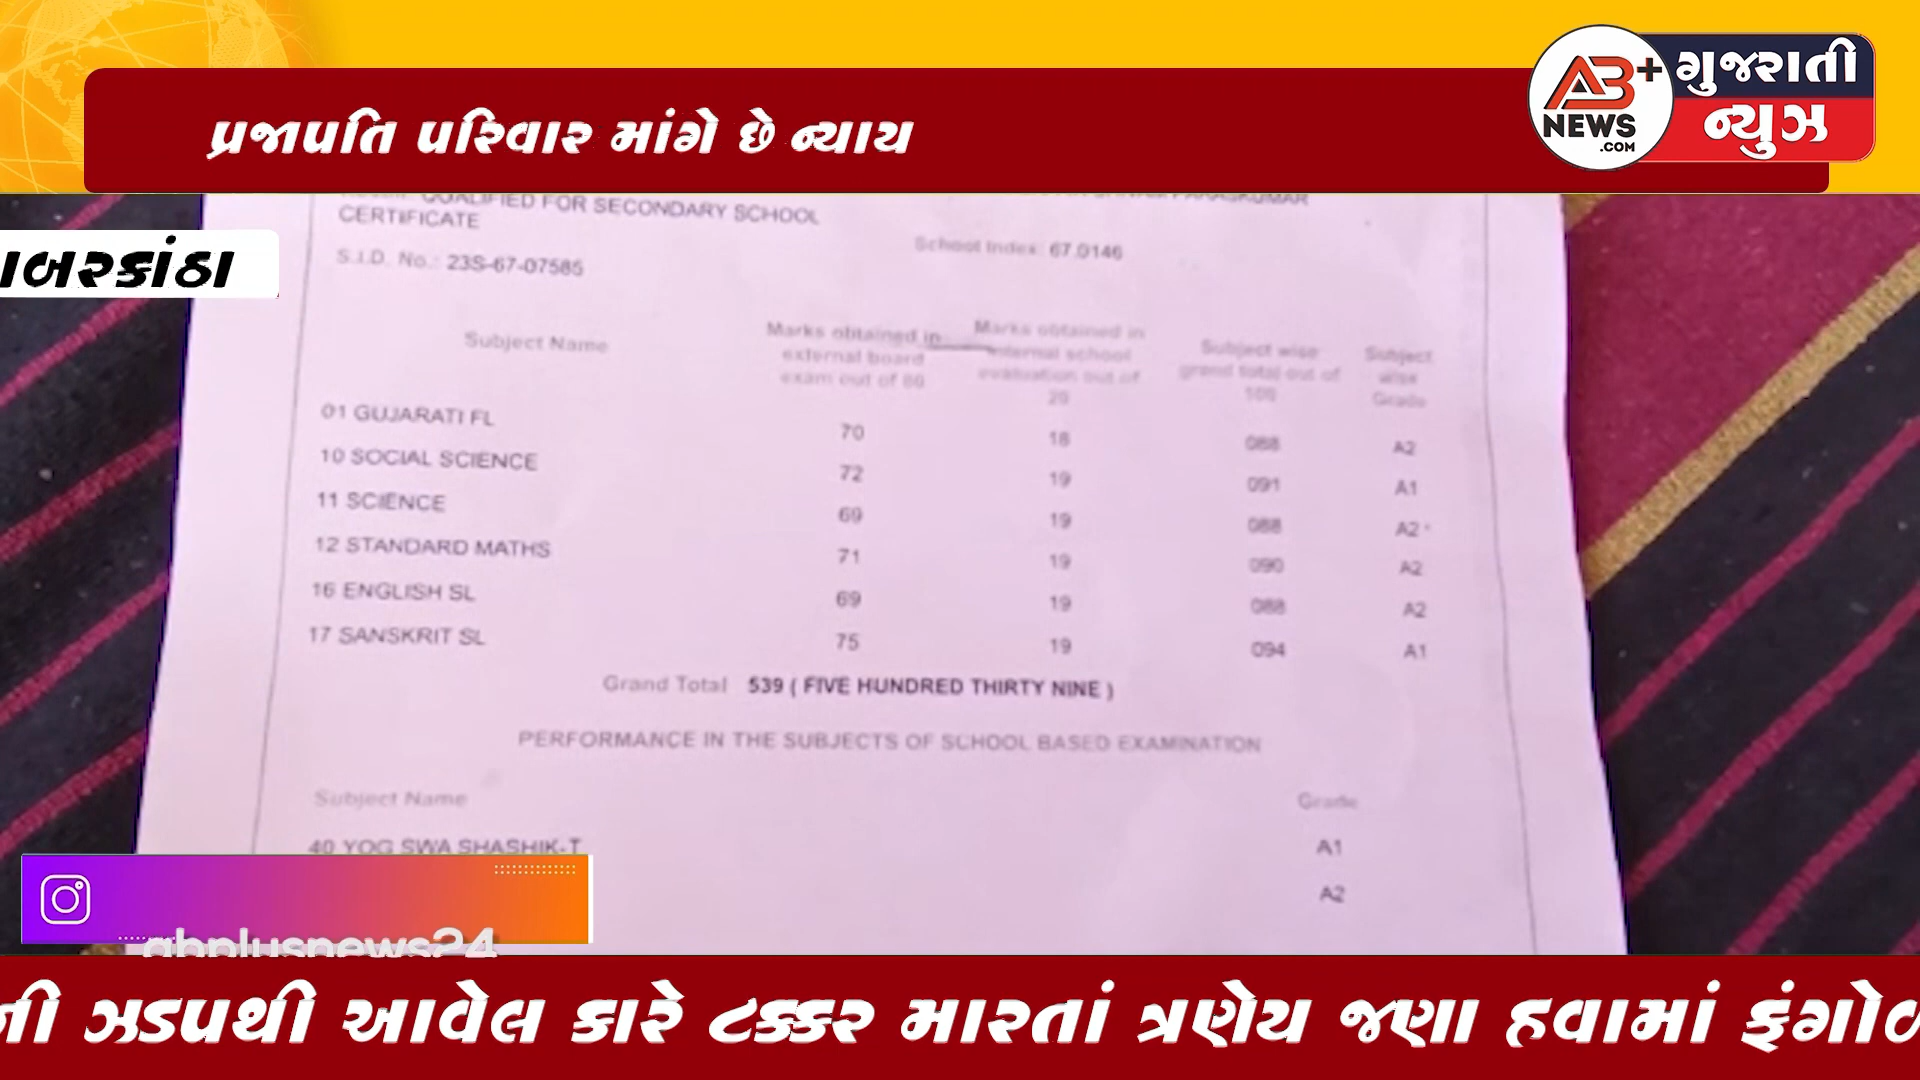 AB+
NEWS
.COM
ગુજરાતી
ન્યુઝ
પ્રજાપતિ પરિવાર માંગે છે ન્યાય
QUALIFIED FOR SECONDARY SCHOOL
CERTIFICATE
S.I.D. No.: 23S-67-07585
School Index: 67.0146
ાબરકાંઠા
Subject Name
Marks obtained in
external board
exam out of 80
Marks obtained in
internal school
evaluation out of
20
Subject wise
grand total out of
100
Subject
wise
Grade
01 GUJARATI FL 70 18 088 A2
10 SOCIAL SCIENCE 72 19 091 A1
11 SCIENCE 69 19 088 A2
12 STANDARD MATHS 71 19 090 A2
16 ENGLISH SL 69 19 088 A2
17 SANSKRIT SL 75 19 094 A1
Grand Total 539 ( FIVE HUNDRED THIRTY NINE )
PERFORMANCE IN THE SUBJECTS OF SCHOOL BASED EXAMINATION
Subject Name Grade
40 YOG SWA SHASHIK-T A1
A2
abplusnews24
ની ઝડપથી આવેલ કારે ટક્કર મારતાં ત્રણેય જણા હવામાં ફંગોળ